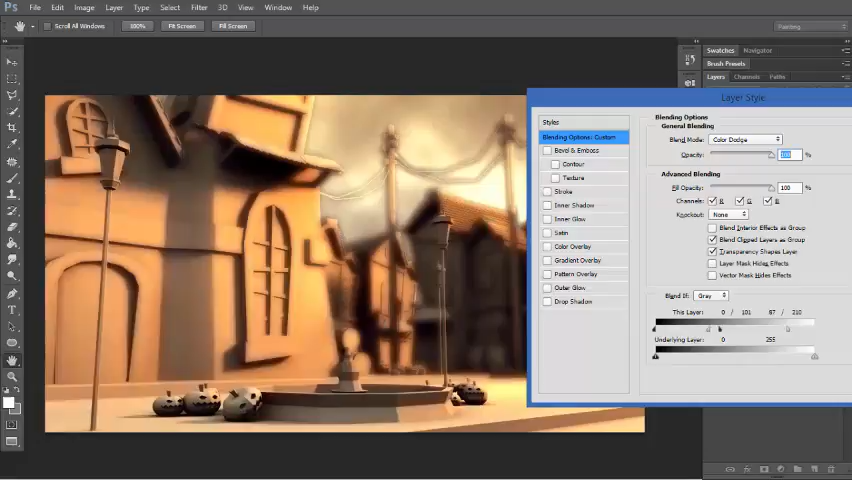 Ps File Edit Image Layer Type Select Filter 3D View Window Help
Scroll All Windows 100% Fit Screen Fill Screen Painting
Swatches Navigator
Brush Presets
Layers Channels Paths
Layer Style
Styles
Blending Options: Custom
Bevel & Emboss
Contour
Texture
Stroke
Inner Shadow
Inner Glow
Satin
Color Overlay
Gradient Overlay
Pattern Overlay
Outer Glow
Drop Shadow
Blending Options
General Blending
Blend Mode: Color Dodge
Opacity: 100 %
Advanced Blending
Fill Opacity: 100 %
Channels: R G B
Knockout: None
Blend Interior Effects as Group
Blend Clipped Layers as Group
Transparency Shapes Layer
Layer Mask Hides Effects
Vector Mask Hides Effects
Blend If: Gray
This Layer: 0 / 101 87 / 210
Underlying Layer: 0 255